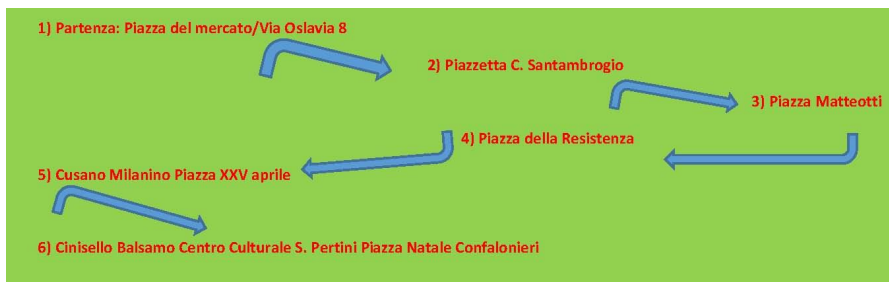 1) Partenza: Piazza del mercato/Via Oslavia 8
2) Piazzetta C. Santambrogio
3) Piazza Matteotti
4) Piazza della Resistenza
5) Cusano Milanino Piazza XXV aprile
6) Cinisello Balsamo Centro Culturale S. Pertini Piazza Natale Confalonieri